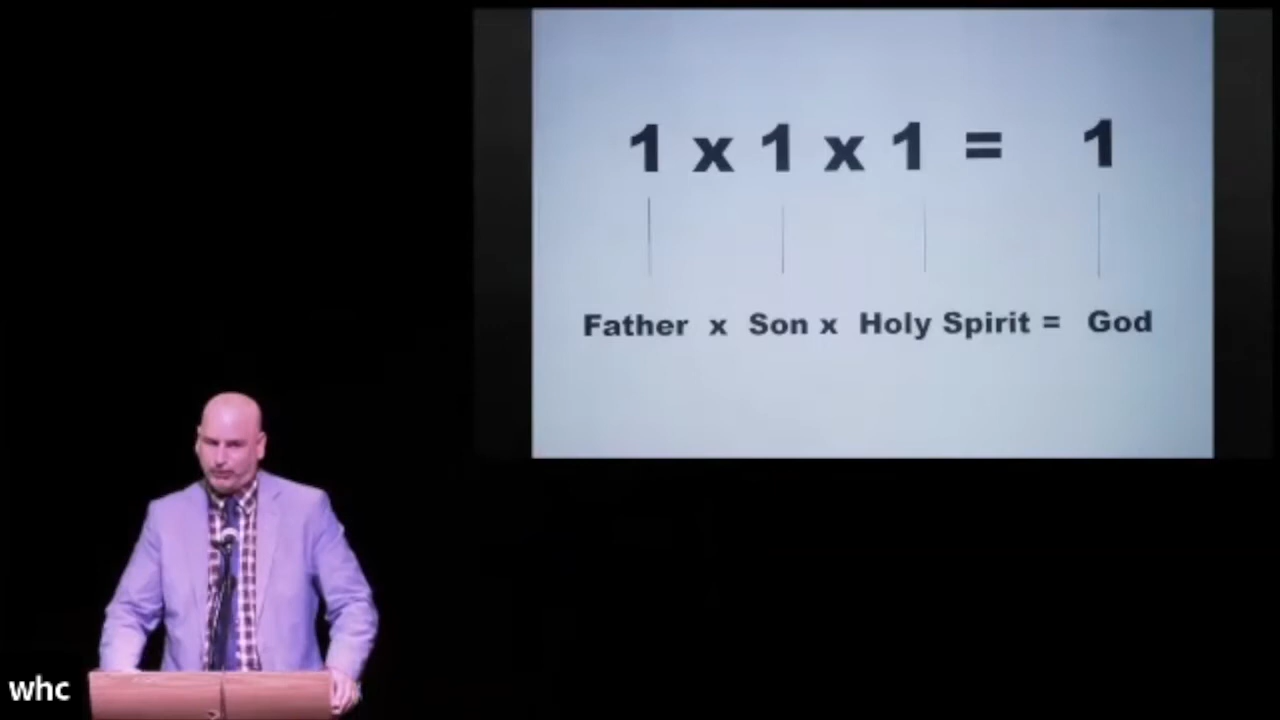 1 x 1 x 1 = 1
Father x Son x Holy Spirit = God
whc